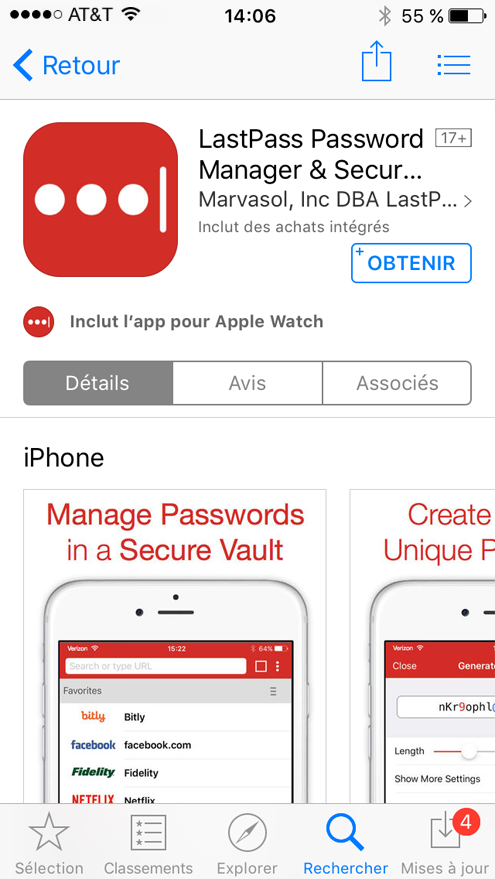 AT&T 14:06 55 %
Retour
LastPass Password 17+
Manager & Secur...
Marvasol, Inc DBA LastP...
Inclut des achats intégrés
+ OBTENIR
Inclut l’app pour Apple Watch
Détails Avis Associés
iPhone
Manage Passwords
in a Secure Vault
Verizon 15:22 64%
Search or type URL
Favorites
bitly Bitly
facebook facebook.com
Fidelity Fidelity
NETFLIX Netflix
Create
Unique P
Verizon
Close Generate
nKr9ophl@
Length
Show More Settings
4
Sélection Classements Explorer Rechercher Mises à jour